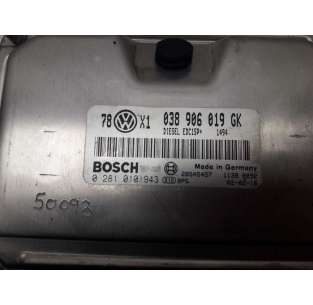 78 X1 038 906 019 GK
DIESEL EDC15P+ 1494
BOSCH
Made in Germany
0 281 010 943
50093